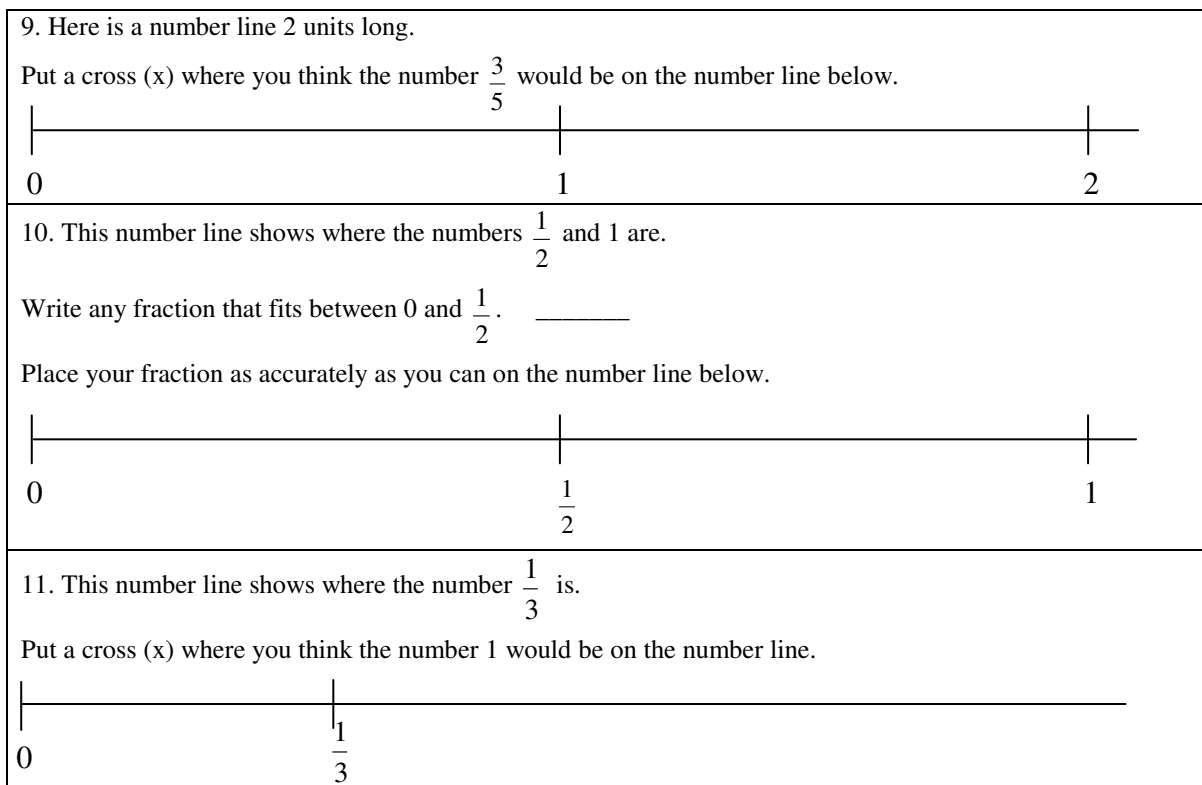 9. Here is a number line 2 units long.
Put a cross (x) where you think the number 3/5 would be on the number line below.
0 1 2
10. This number line shows where the numbers 1/2 and 1 are.
Write any fraction that fits between 0 and 1/2. _______
Place your fraction as accurately as you can on the number line below.
0 1/2 1
11. This number line shows where the number 1/3 is.
Put a cross (x) where you think the number 1 would be on the number line.
0 1/3